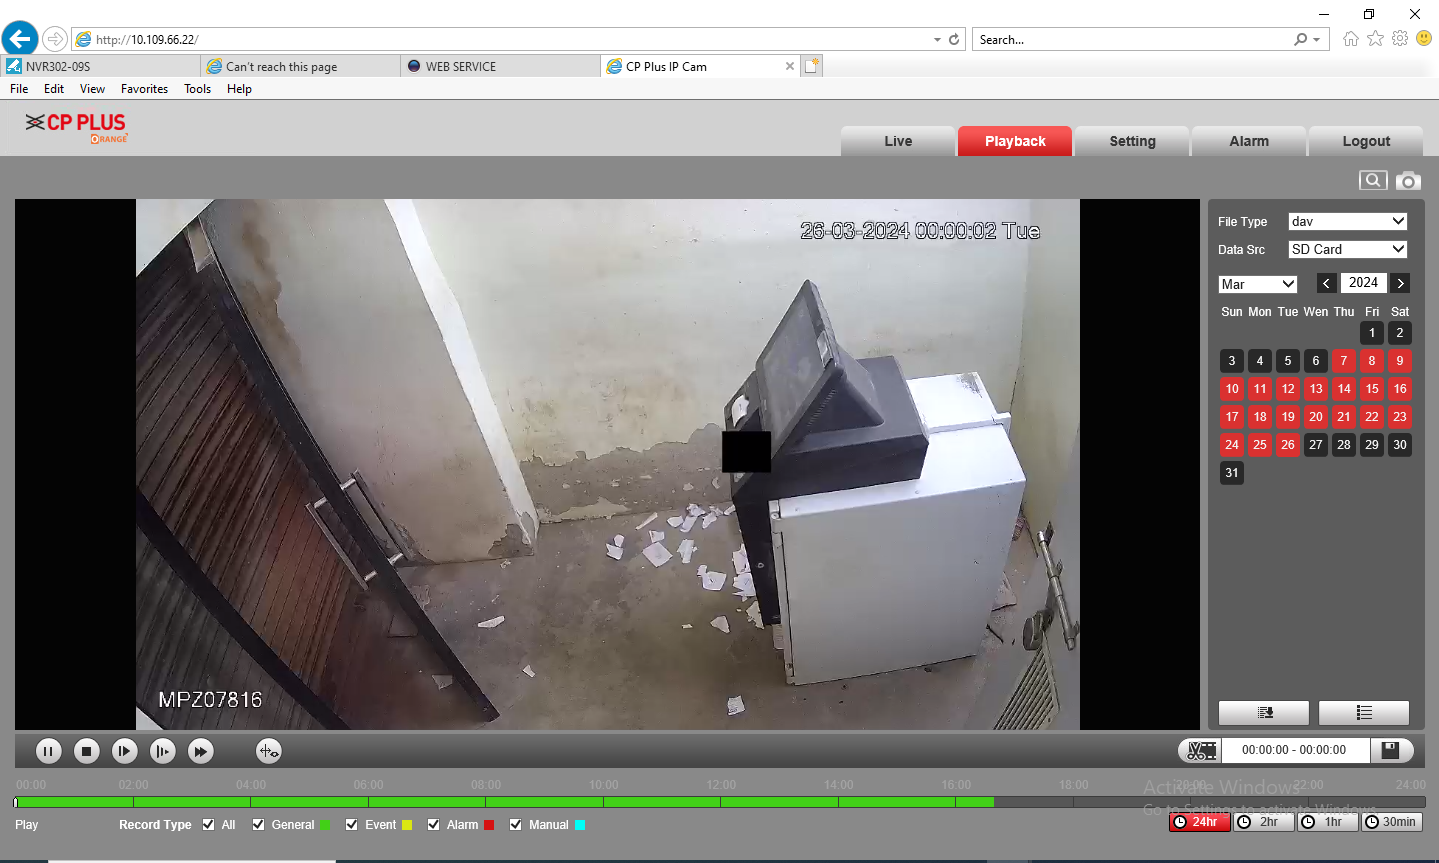 http://10.109.66.22/
Search...
NVR302-09S
Can't reach this page
WEB SERVICE
CP Plus IP Cam
File Edit View Favorites Tools Help
CP PLUS
ORANGE
Live Playback Setting Alarm Logout
26-03-2024 00:00:02 Tue
MPZ07816
File Type dav
Data Src SD Card
Mar 2024
Sun Mon Tue Wen Thu Fri Sat
1 2
3 4 5 6 7 8 9
10 11 12 13 14 15 16
17 18 19 20 21 22 23
24 25 26 27 28 29 30
31
00:00:00 - 00:00:00
00:00 02:00 04:00 06:00 08:00 10:00 12:00 14:00 16:00 18:00 20:00 22:00 24:00
Activate Windows
Go to Settings to activate Windows.
Play Record Type All General Event Alarm Manual
24hr 2hr 1hr 30min